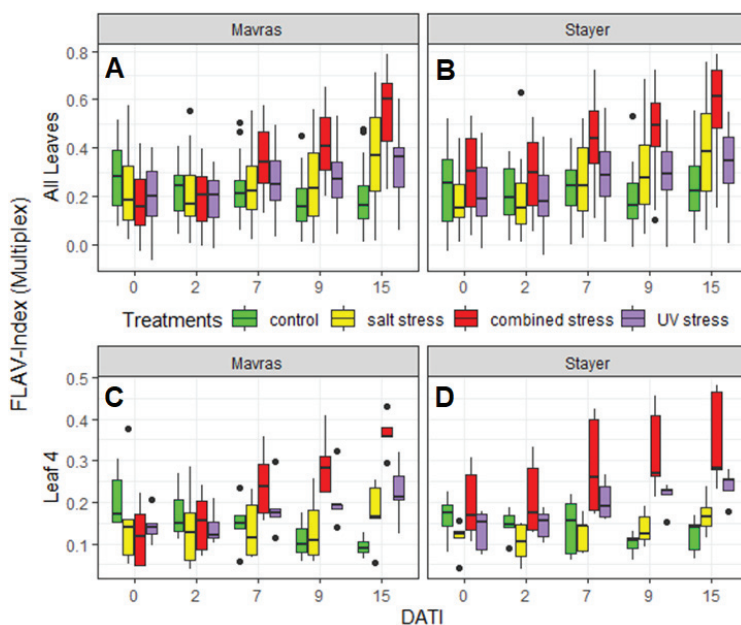 Mavras Stayer
A B
0.8
0.6
0.4
0.2
0.0
All Leaves
0 2 7 9 15 0 2 7 9 15
FLAV-Index (Multiplex)
Treatments control salt stress combined stress UV stress
Mavras Stayer
C D
0.5
0.4
0.3
0.2
0.1
Leaf 4
0 2 7 9 15 0 2 7 9 15
DATI